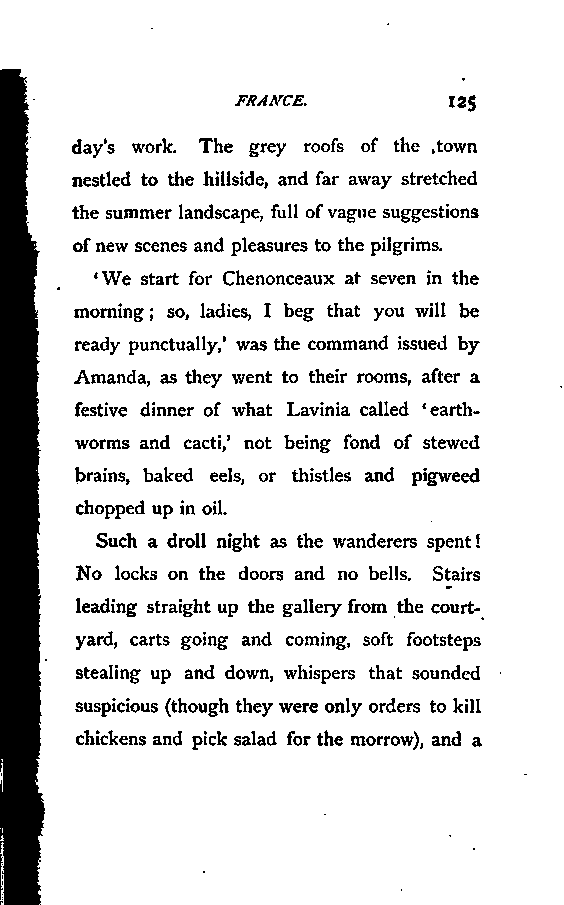 FRANCE. 125
day's work. The grey roofs of the town
nestled to the hillside, and far away stretched
the summer landscape, full of vague suggestions
of new scenes and pleasures to the pilgrims.
‘We start for Chenonceaux at seven in the
morning; so, ladies, I beg that you will be
ready punctually,’ was the command issued by
Amanda, as they went to their rooms, after a
festive dinner of what Lavinia called ‘earth-
worms and cacti,’ not being fond of stewed
brains, baked eels, or thistles and pigweed
chopped up in oil.
Such a droll night as the wanderers spent!
No locks on the doors and no bells. Stairs
leading straight up the gallery from the court-
yard, carts going and coming, soft footsteps
stealing up and down, whispers that sounded
suspicious (though they were only orders to kill
chickens and pick salad for the morrow), and a